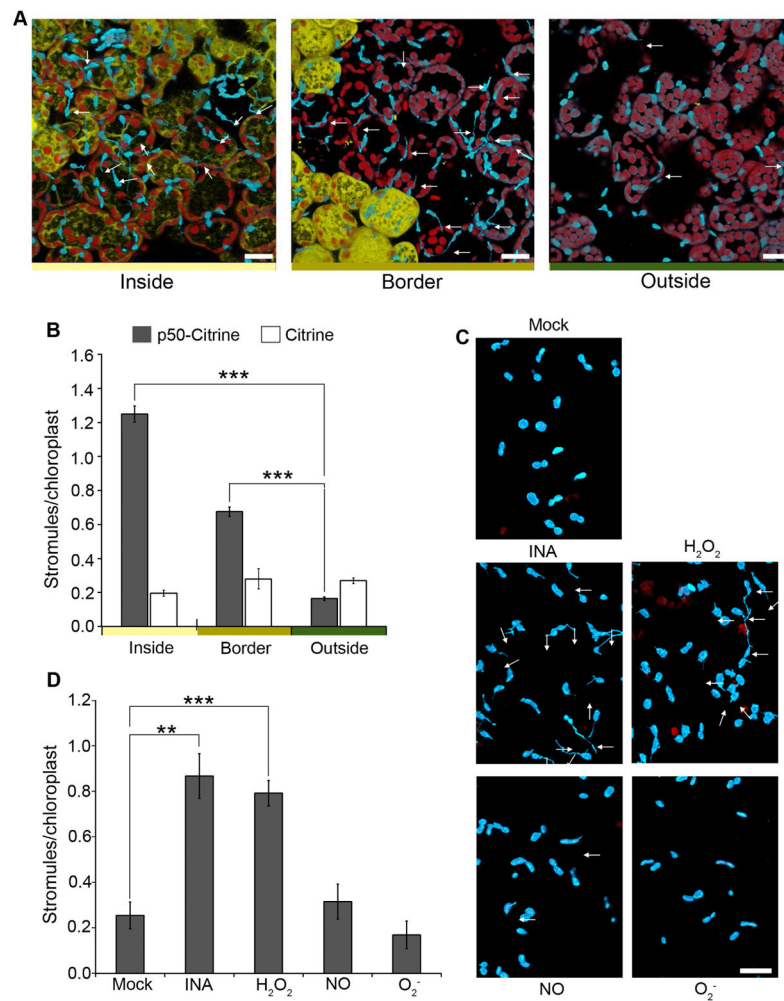 A
Inside Border Outside
B
p50-Citrine Citrine
1.6
1.4
1.2
1.0
0.8
0.6
0.4
0.2
0.0
Stromules/chloroplast
***
***
Inside Border Outside
C
Mock
INA H₂O₂
NO O₂⁻
D
1.2
1.0
0.8
0.6
0.4
0.2
0.0
Stromules/chloroplast
***
**
Mock INA H₂O₂ NO O₂⁻